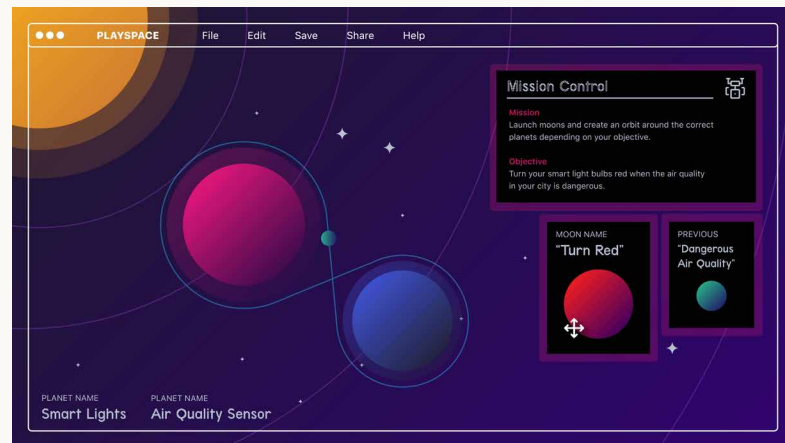 PLAYSPACE File Edit Save Share Help
Mission Control
Mission
Launch moons and create an orbit around the correct
planets depending on your objective.
Objective
Turn your smart light bulbs red when the air quality
in your city is dangerous.
MOON NAME
"Turn Red"
PREVIOUS
"Dangerous
Air Quality"
PLANET NAME
Smart Lights
PLANET NAME
Air Quality Sensor